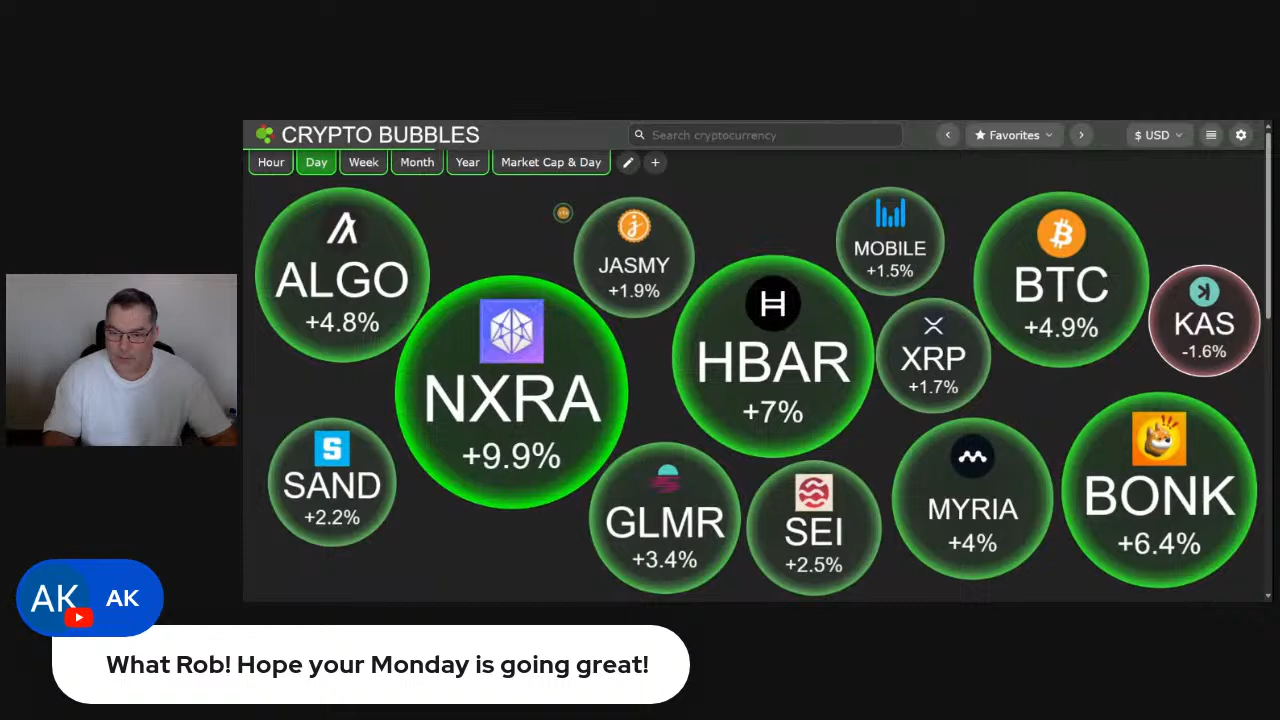 CRYPTO BUBBLES
Search cryptocurrency
Favorites
$ USD
Hour
Day
Week
Month
Year
Market Cap & Day
ALGO
+4.8%
JASMY
+1.9%
MOBILE
+1.5%
BTC
+4.9%
KAS
-1.6%
NXRA
+9.9%
HBAR
+7%
XRP
+1.7%
SAND
+2.2%
GLMR
+3.4%
SEI
+2.5%
MYRIA
+4%
BONK
+6.4%
AK
AK
What Rob! Hope your Monday is going great!